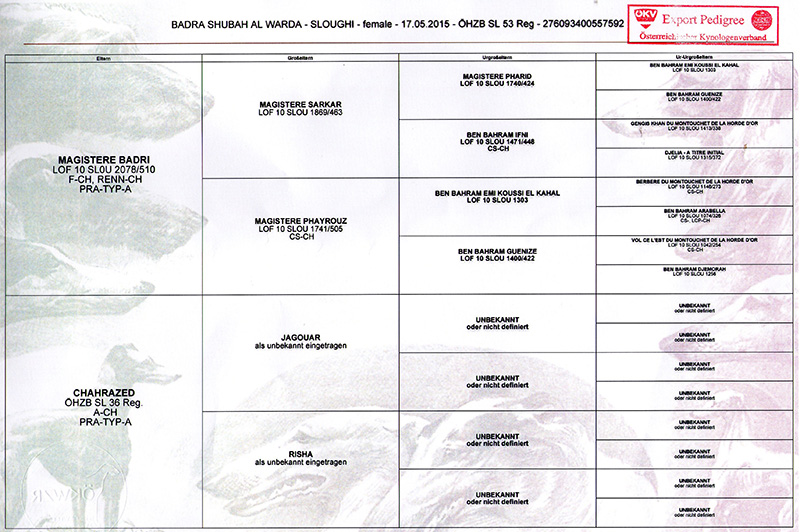 BADRA SHUBAH AL WARDA - SLOUGHI - female - 17.05.2015 - ÖHZB SL 53 Reg - 276093400557592
ÖKV
Export Pedigree
Österreichischer Kynologenverband
Eltern
Großeltern
Urgroßeltern
Ur-Urgroßeltern
MAGISTERE BADRI
LOF 10 SLOU 2078/510
F-CH, RENN-CH
PRA-TYP-A
CHAHRAZED
ÖHZB SL 36 Reg.
A-CH
PRA-TYP-A
MAGISTERE SARKAR
LOF 10 SLOU 1869/463
MAGISTERE PHAYROUZ
LOF 10 SLOU 1741/505
CS-CH
JAGOUAR
als unbekannt eingetragen
RISHA
als unbekannt eingetragen
MAGISTERE PHARID
LOF 10 SLOU 1740/424
BEN BAHRAM IFNI
LOF 10 SLOU 1471/448
CS-CH
BEN BAHRAM EMI KOUSSI EL KAHAL
LOF 10 SLOU 1303
BEN BAHRAM GUENIZE
LOF 10 SLOU 1400/422
UNBEKANNT
oder nicht definiert
UNBEKANNT
oder nicht definiert
UNBEKANNT
oder nicht definiert
UNBEKANNT
oder nicht definiert
BEN BAHRAM EMI KOUSSI EL KAHAL
LOF 10 SLOU 1303
BEN BAHRAM GUENIZE
LOF 10 SLOU 1400/422
GENGIS KHAN DU MONTOUCHET DE LA HORDE D'OR
LOF 10 SLOU 1413/338
DJELIA - A TITRE INITIAL
LOF 10 SLOU 1315/372
BERBERE DU MONTOUCHET DE LA HORDE D'OR
LOF 10 SLOU 1146/273
CS-CH
BEN BAHRAM ARABELLA
LOF 10 SLOU 1074/326
CS-, LCP-CH
VOL CE L'EST DU MONTOUCHET DE LA HORDE D'OR
LOF 10 SLOU 1042/254
CS-CH
BEN BAHRAM DJEMORAH
LOF 10 SLOU 1256
UNBEKANNT
oder nicht definiert
UNBEKANNT
oder nicht definiert
UNBEKANNT
oder nicht definiert
UNBEKANNT
oder nicht definiert
UNBEKANNT
oder nicht definiert
UNBEKANNT
oder nicht definiert
UNBEKANNT
oder nicht definiert
UNBEKANNT
oder nicht definiert